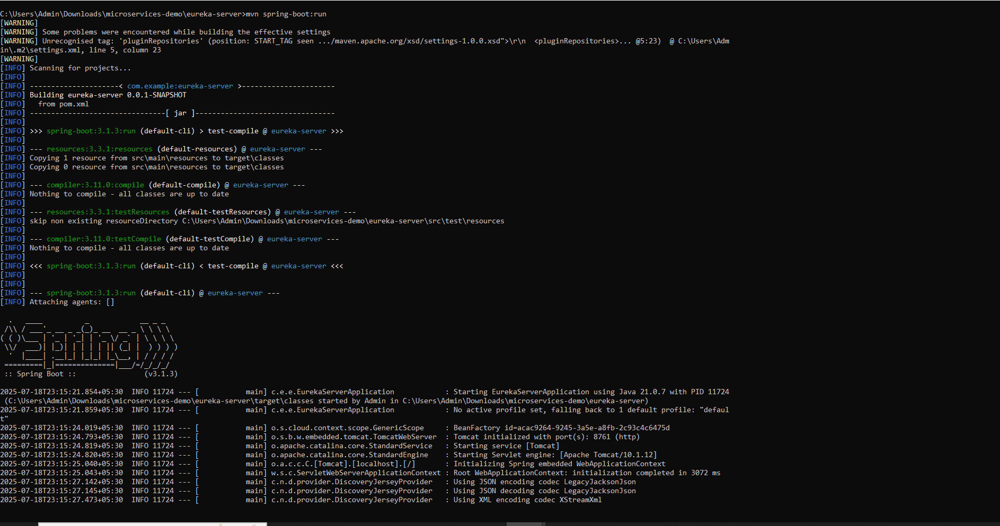 C:\Users\Admin\Downloads\microservices-demo\eureka-server>mvn spring-boot:run
[WARNING]
[WARNING] Some problems were encountered while building the effective settings
[WARNING] Unrecognised tag: 'pluginRepositories' (position: START_TAG seen .../maven.apache.org/xsd/settings-1.0.0.xsd">\r\n  <pluginRepositories>... @5:23)  @ C:\Users\Adm
in\.m2\settings.xml, line 5, column 23
[WARNING]
[INFO] Scanning for projects...
[INFO]
[INFO] ---------------------< com.example:eureka-server >----------------------
[INFO] Building eureka-server 0.0.1-SNAPSHOT
[INFO]   from pom.xml
[INFO] --------------------------------[ jar ]---------------------------------
[INFO]
[INFO] >>> spring-boot:3.1.3:run (default-cli) > test-compile @ eureka-server >>>
[INFO]
[INFO] --- resources:3.3.1:resources (default-resources) @ eureka-server ---
[INFO] Copying 1 resource from src\main\resources to target\classes
[INFO] Copying 0 resource from src\main\resources to target\classes
[INFO]
[INFO] --- compiler:3.11.0:compile (default-compile) @ eureka-server ---
[INFO] Nothing to compile - all classes are up to date
[INFO]
[INFO] --- resources:3.3.1:testResources (default-testResources) @ eureka-server ---
[INFO] skip non existing resourceDirectory C:\Users\Admin\Downloads\microservices-demo\eureka-server\src\test\resources
[INFO]
[INFO] --- compiler:3.11.0:testCompile (default-testCompile) @ eureka-server ---
[INFO] Nothing to compile - all classes are up to date
[INFO]
[INFO] <<< spring-boot:3.1.3:run (default-cli) < test-compile @ eureka-server <<<
[INFO]
[INFO]
[INFO] --- spring-boot:3.1.3:run (default-cli) @ eureka-server ---
[INFO] Attaching agents: []
  .   ____          _            __ _ _
 /\\ / ___'_ __ _ _(_)_ __  __ _ \ \ \ \
( ( )\___ | '_ | '_| | '_ \/ _` | \ \ \ \
 \\/  ___)| |_)| | | | | || (_| |  ) ) ) )
  '  |____| .__|_| |_|_| |_\__, | / / / /
 =========|_|==============|___/=/_/_/_/
 :: Spring Boot ::                (v3.1.3)
2025-07-18T23:15:21.854+05:30  INFO 11724 --- [           main] c.e.e.EurekaServerApplication            : Starting EurekaServerApplication using Java 21.0.7 with PID 11724
 (C:\Users\Admin\Downloads\microservices-demo\eureka-server\target\classes started by Admin in C:\Users\Admin\Downloads\microservices-demo\eureka-server)
2025-07-18T23:15:21.859+05:30  INFO 11724 --- [           main] c.e.e.EurekaServerApplication            : No active profile set, falling back to 1 default profile: "defaul
t"
2025-07-18T23:15:24.019+05:30  INFO 11724 --- [           main] o.s.cloud.context.scope.GenericScope     : BeanFactory id=acac9264-9245-3a5e-a8fb-2c93c4c6475d
2025-07-18T23:15:24.793+05:30  INFO 11724 --- [           main] o.s.b.w.embedded.tomcat.TomcatWebServer  : Tomcat initialized with port(s): 8761 (http)
2025-07-18T23:15:24.819+05:30  INFO 11724 --- [           main] o.apache.catalina.core.StandardService   : Starting service [Tomcat]
2025-07-18T23:15:24.820+05:30  INFO 11724 --- [           main] o.apache.catalina.core.StandardEngine    : Starting Servlet engine: [Apache Tomcat/10.1.12]
2025-07-18T23:15:25.040+05:30  INFO 11724 --- [           main] o.a.c.c.C.[Tomcat].[localhost].[/]       : Initializing Spring embedded WebApplicationContext
2025-07-18T23:15:25.043+05:30  INFO 11724 --- [           main] w.s.c.ServletWebServerApplicationContext : Root WebApplicationContext: initialization completed in 3072 ms
2025-07-18T23:15:27.142+05:30  INFO 11724 --- [           main] c.n.d.provider.DiscoveryJerseyProvider   : Using JSON encoding codec LegacyJacksonJson
2025-07-18T23:15:27.145+05:30  INFO 11724 --- [           main] c.n.d.provider.DiscoveryJerseyProvider   : Using JSON decoding codec LegacyJacksonJson
2025-07-18T23:15:27.473+05:30  INFO 11724 --- [           main] c.n.d.provider.DiscoveryJerseyProvider   : Using XML encoding codec XStreamXml